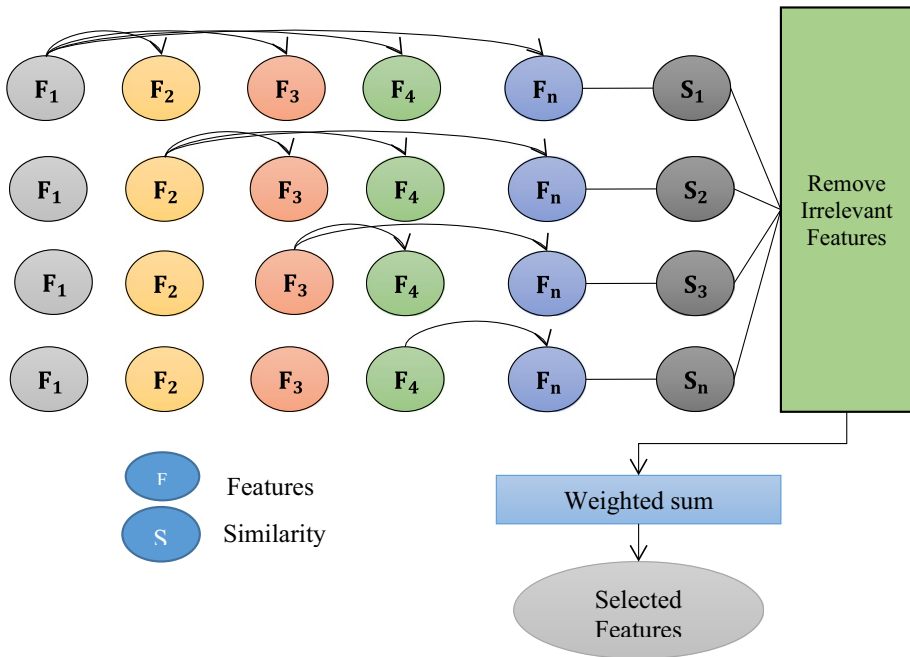 F₁ F₂ F₃ F₄ Fₙ S₁
F₁ F₂ F₃ F₄ Fₙ S₂
F₁ F₂ F₃ F₄ Fₙ S₃
F₁ F₂ F₃ F₄ Fₙ Sₙ
Remove
Irrelevant
Features
F Features
S Similarity
Weighted sum
Selected
Features